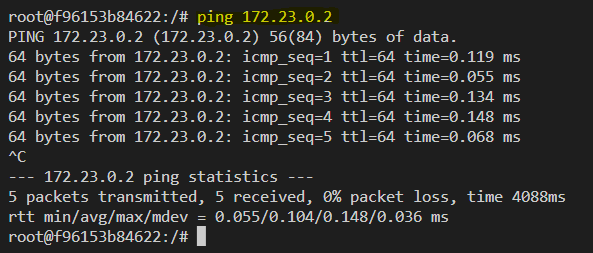 root@f96153b84622:/# ping 172.23.0.2
PING 172.23.0.2 (172.23.0.2) 56(84) bytes of data.
64 bytes from 172.23.0.2: icmp_seq=1 ttl=64 time=0.119 ms
64 bytes from 172.23.0.2: icmp_seq=2 ttl=64 time=0.055 ms
64 bytes from 172.23.0.2: icmp_seq=3 ttl=64 time=0.134 ms
64 bytes from 172.23.0.2: icmp_seq=4 ttl=64 time=0.148 ms
64 bytes from 172.23.0.2: icmp_seq=5 ttl=64 time=0.068 ms
^C
--- 172.23.0.2 ping statistics ---
5 packets transmitted, 5 received, 0% packet loss, time 4088ms
rtt min/avg/max/mdev = 0.055/0.104/0.148/0.036 ms
root@f96153b84622:/#